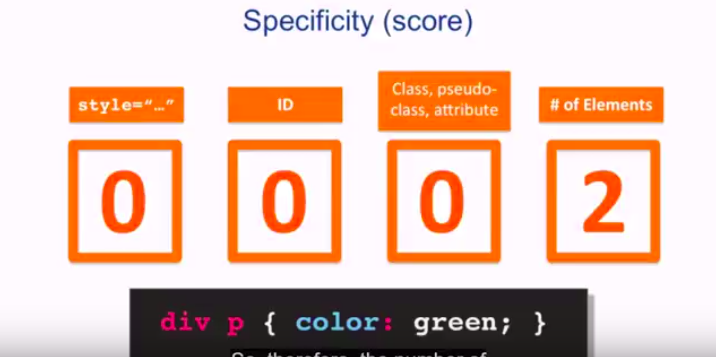 Specificity (score)
style="…"
ID
Class, pseudo-
class, attribute
# of Elements
0
0
0
2
div p { color: green; }
So, therefore, the number of